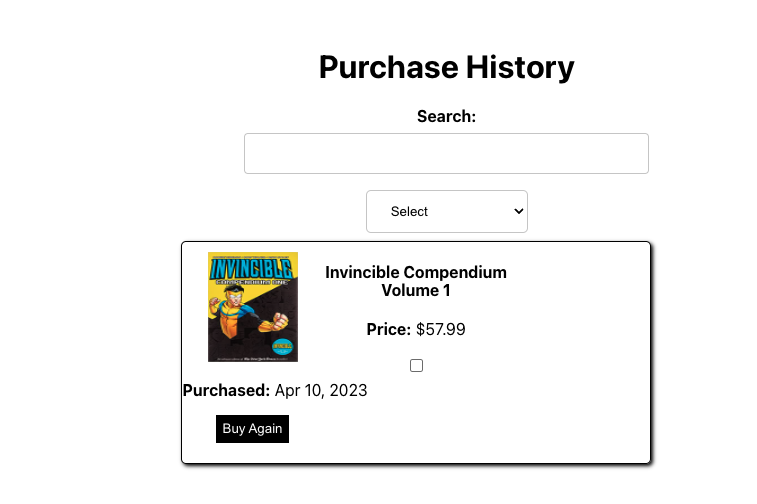 Purchase History
Search:
Select
INVINCIBLE
COMPENDIUM ONE
Invincible Compendium
Volume 1
Price: $57.99
Purchased: Apr 10, 2023
Buy Again